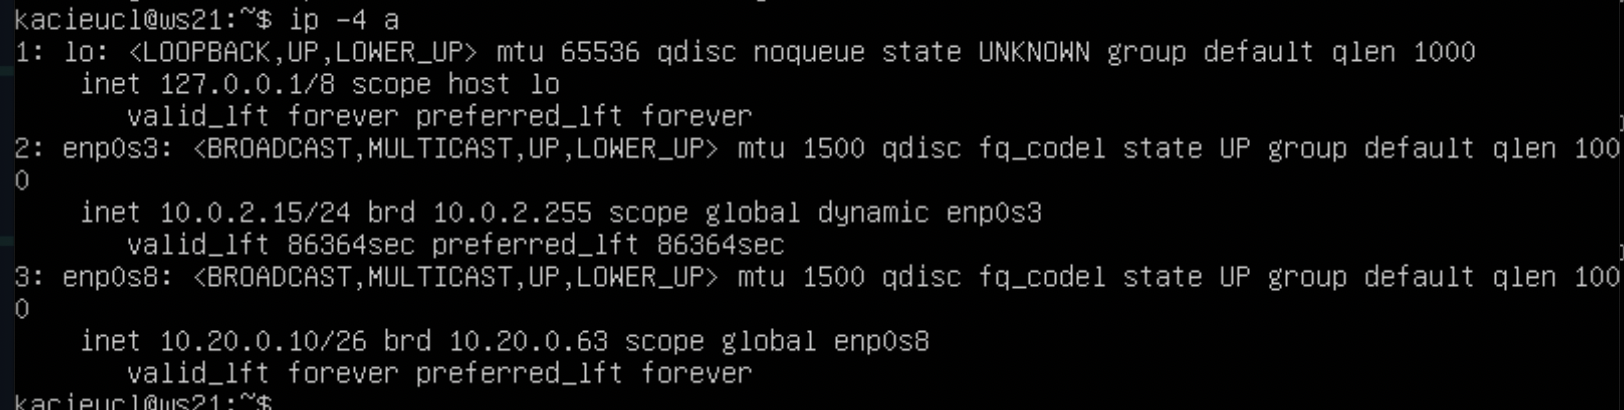 kacieucl@ws21:~$ ip -4 a
1: lo: <LOOPBACK,UP,LOWER_UP> mtu 65536 qdisc noqueue state UNKNOWN group default qlen 1000
    inet 127.0.0.1/8 scope host lo
       valid_lft forever preferred_lft forever
2: enp0s3: <BROADCAST,MULTICAST,UP,LOWER_UP> mtu 1500 qdisc fq_codel state UP group default qlen 100
0
    inet 10.0.2.15/24 brd 10.0.2.255 scope global dynamic enp0s3
       valid_lft 86364sec preferred_lft 86364sec
3: enp0s8: <BROADCAST,MULTICAST,UP,LOWER_UP> mtu 1500 qdisc fq_codel state UP group default qlen 100
0
    inet 10.20.0.10/26 brd 10.20.0.63 scope global enp0s8
       valid_lft forever preferred_lft forever
kacieucl@ws21:~$